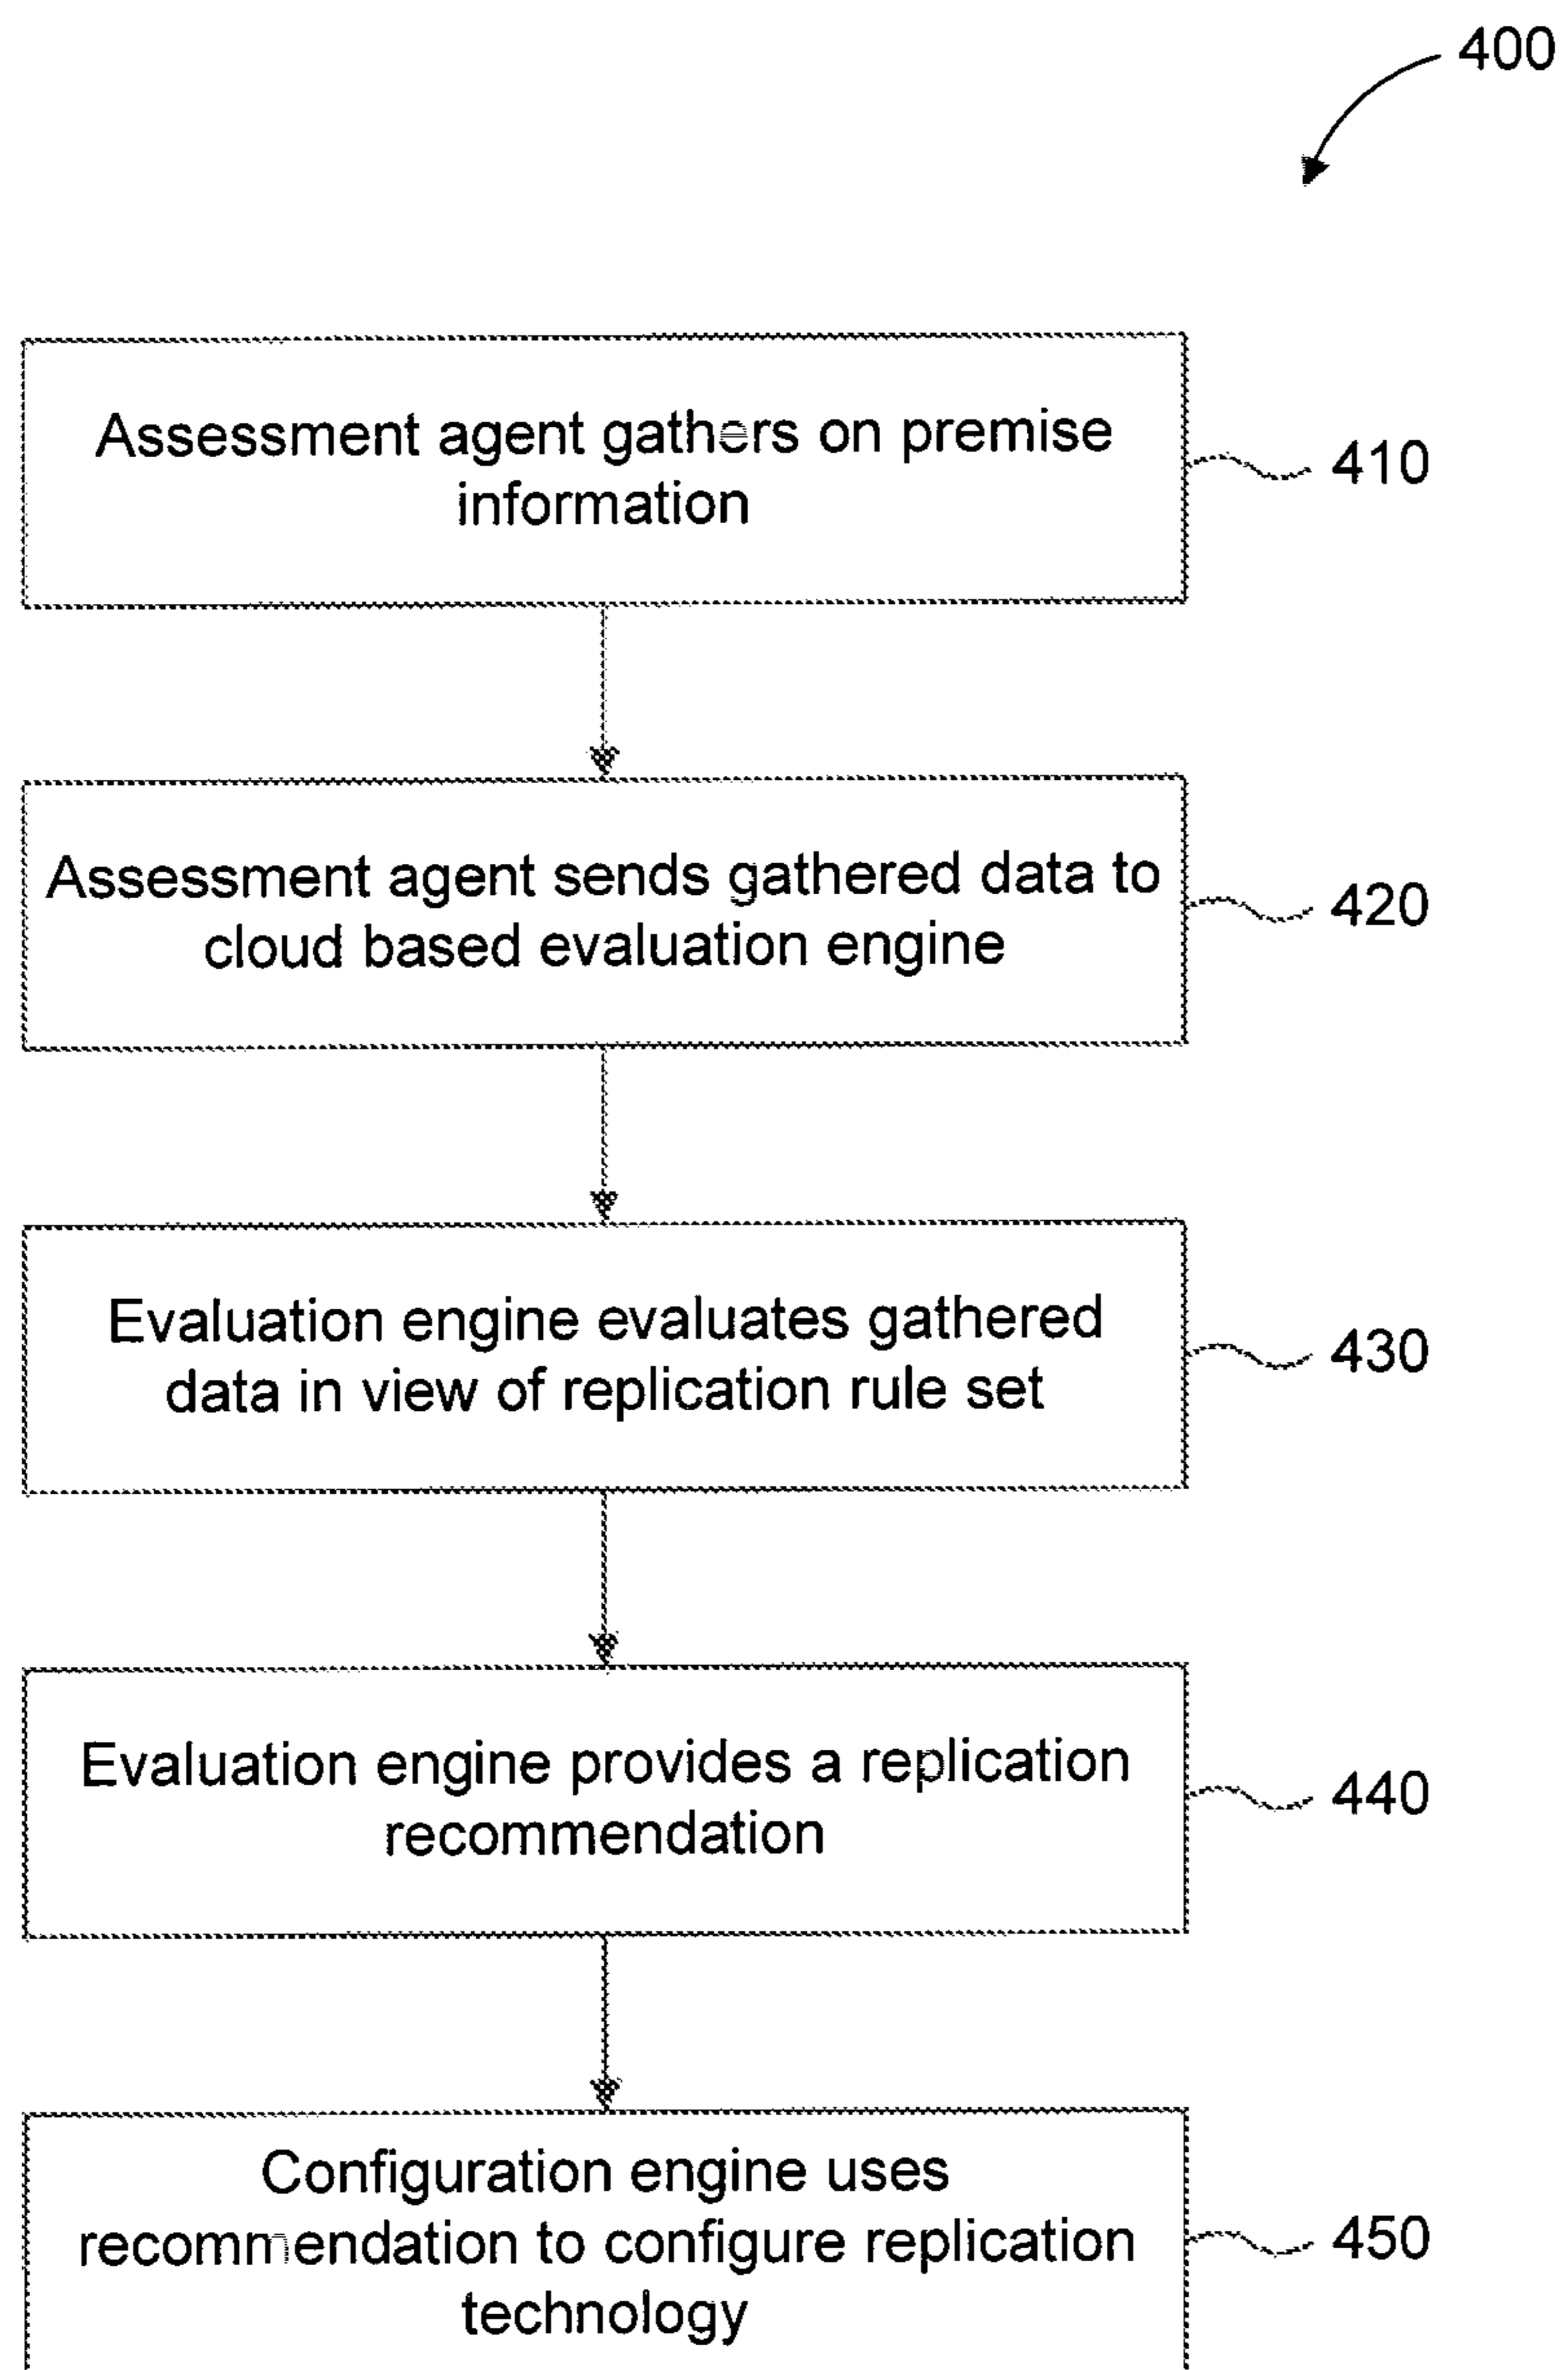 400
Assessment agent gathers on premise
information
410
Assessment agent sends gathered data to
cloud based evaluation engine
420
Evaluation engine evaluates gathered
data in view of replication rule set
430
Evaluation engine provides a replication
recommendation
440
Configuration engine uses
recommendation to configure replication
technology
450